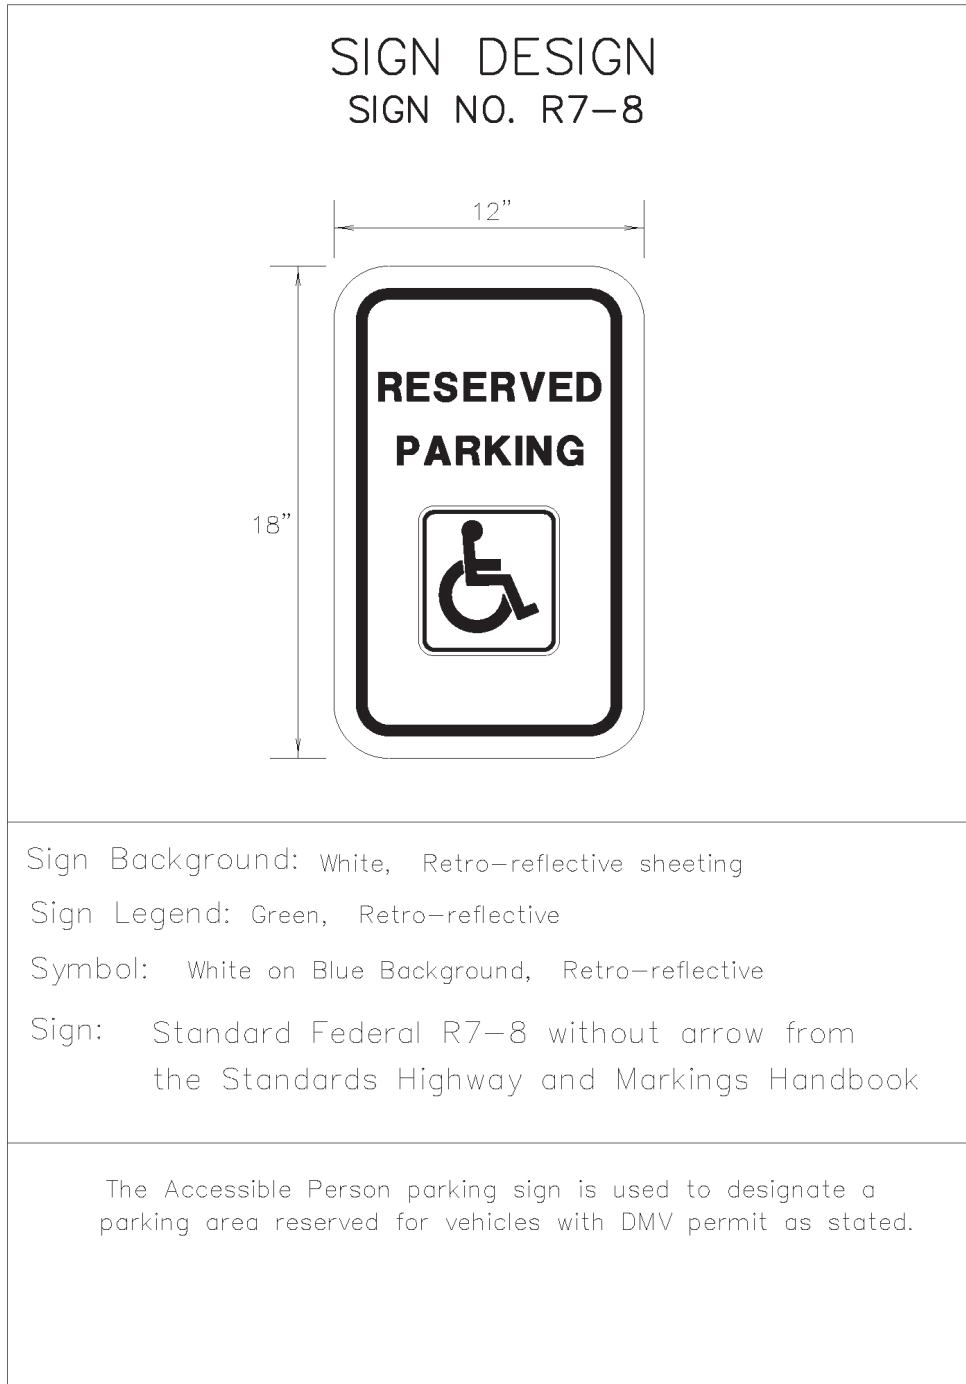 SIGN DESIGN
SIGN NO. R7-8
12"
RESERVED
PARKING
18"
Sign Background: White, Retro-reflective sheeting
Sign Legend: Green, Retro-reflective
Symbol: White on Blue Background, Retro-reflective
Sign: Standard Federal R7-8 without arrow from
the Standards Highway and Markings Handbook
The Accessible Person parking sign is used to designate a
parking area reserved for vehicles with DMV permit as stated.